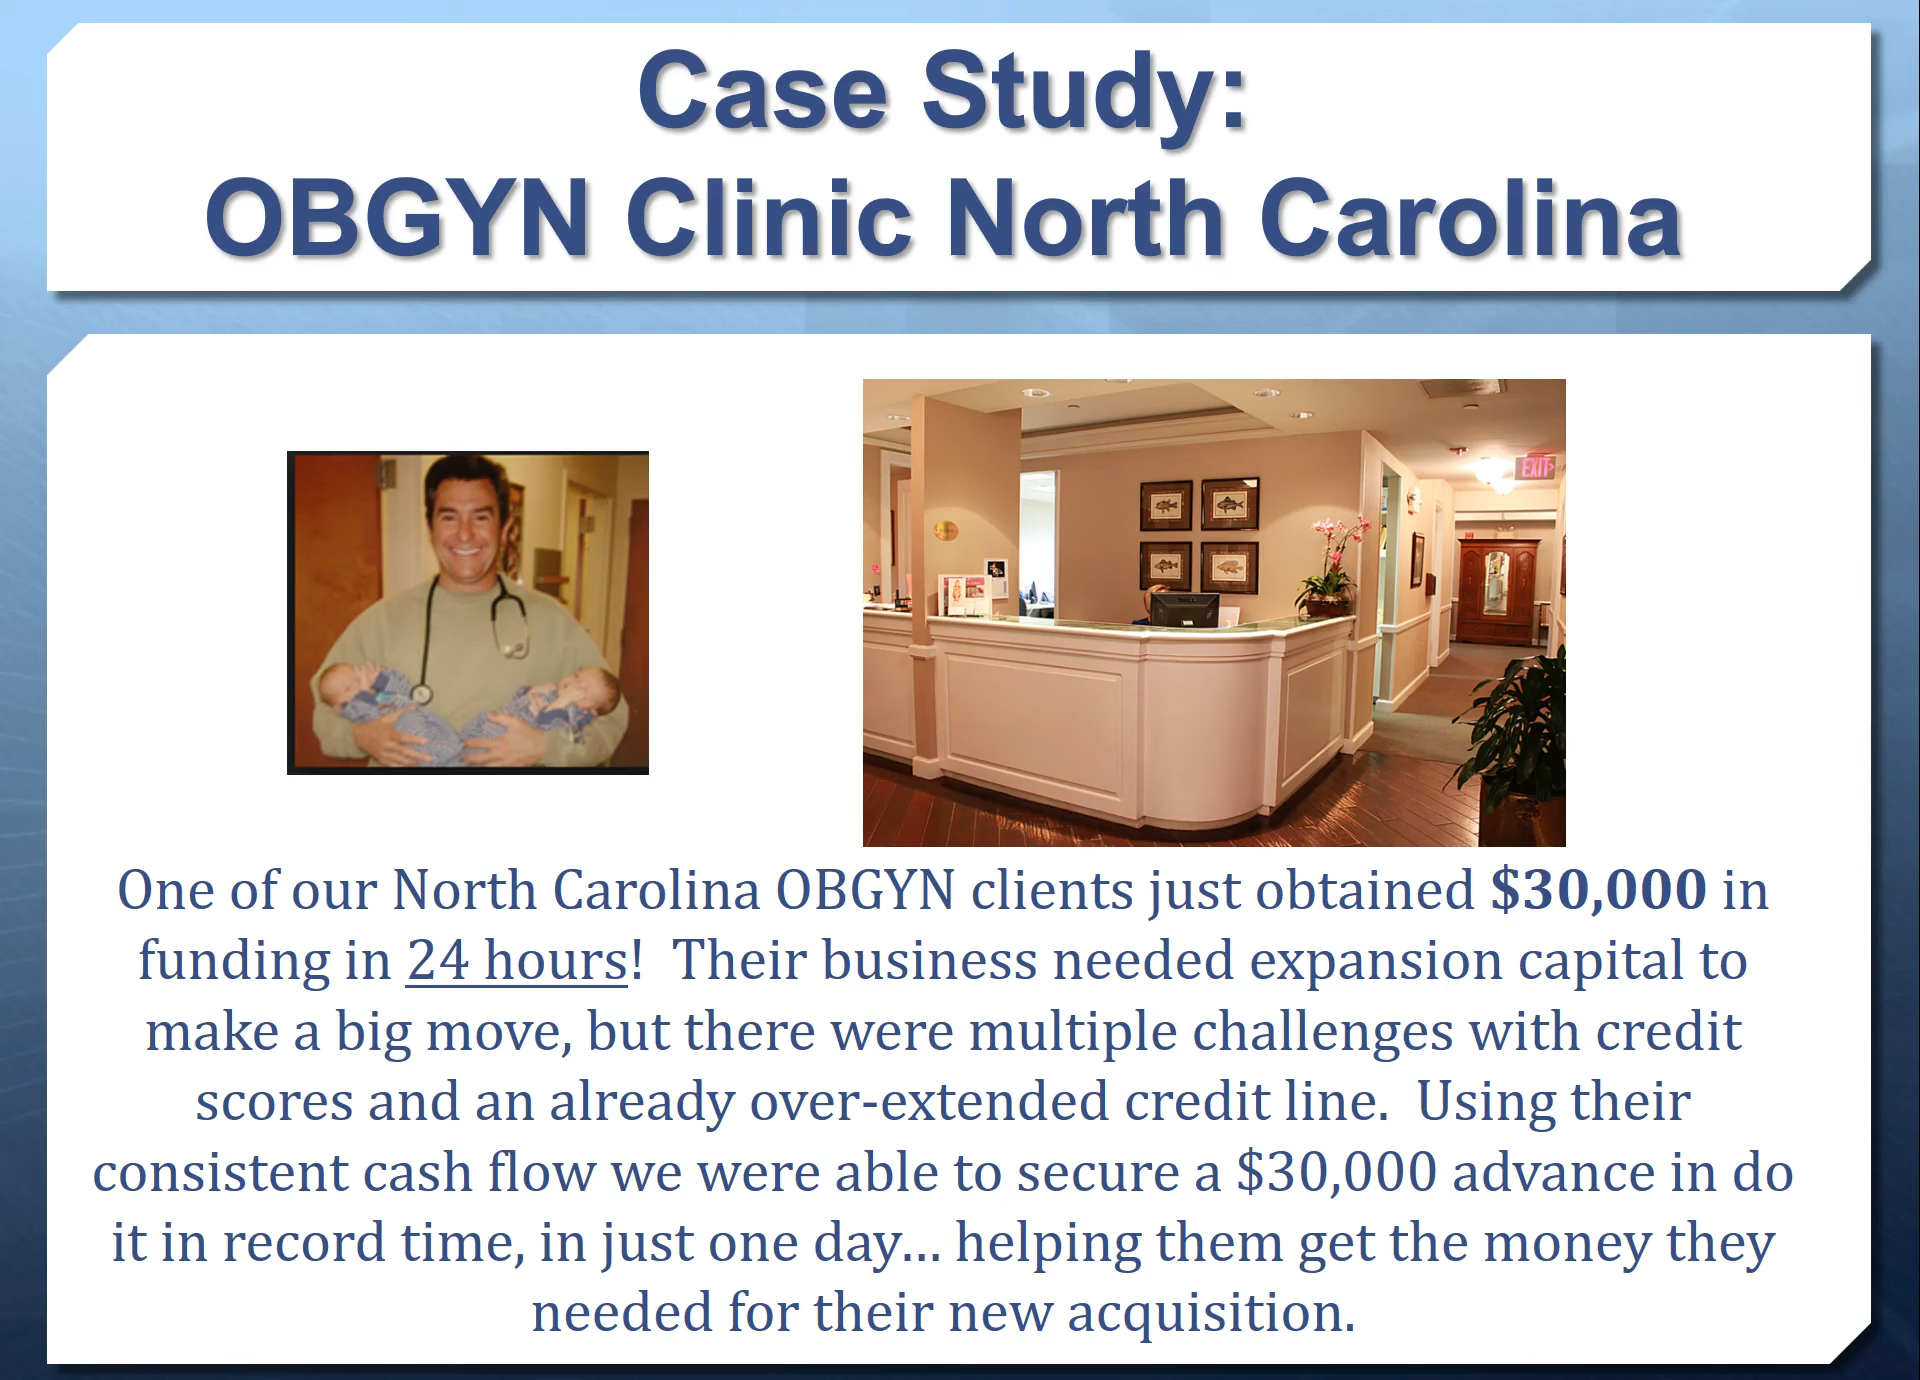 Case Study:
OBGYN Clinic North Carolina
EXIT
One of our North Carolina OBGYN clients just obtained $30,000 in
funding in 24 hours!  Their business needed expansion capital to
make a big move, but there were multiple challenges with credit
scores and an already over-extended credit line.  Using their
consistent cash flow we were able to secure a $30,000 advance in do
it in record time, in just one day... helping them get the money they
needed for their new acquisition.